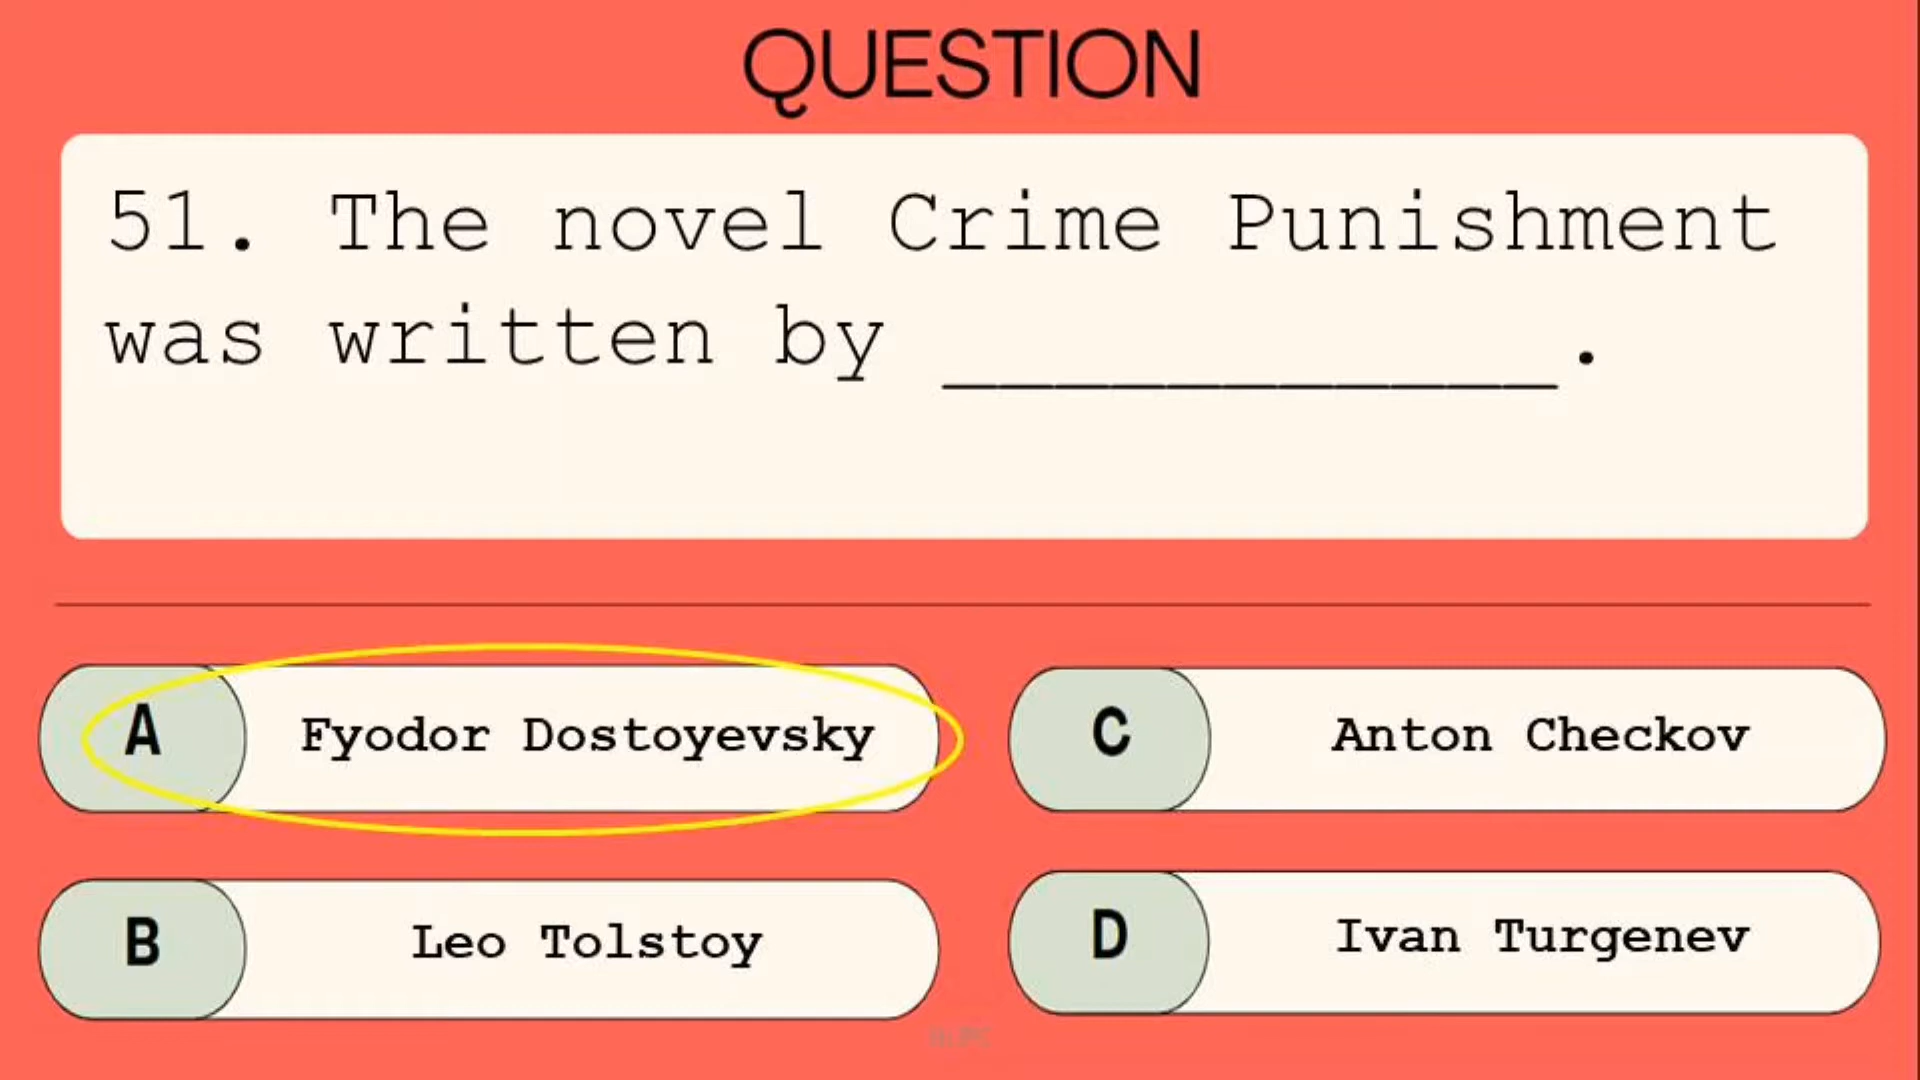 QUESTION
51. The novel Crime Punishment
was written by ___________.
A Fyodor Dostoyevsky
B Leo Tolstoy
C Anton Checkov
D Ivan Turgenev